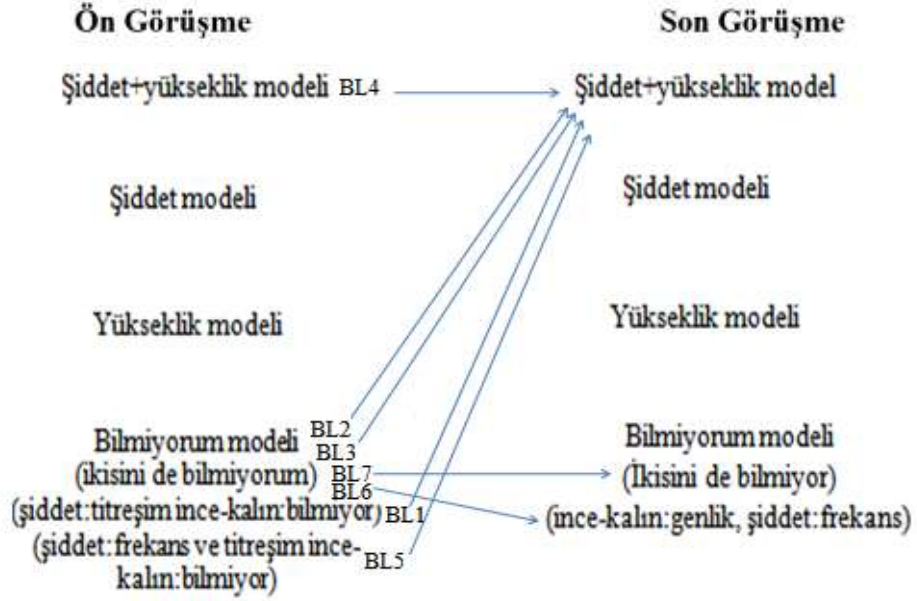 Ön Görüşme
Son Görüşme
Şiddet+yükseklik modeli BL4
Şiddet+yükseklik model
Şiddet modeli
Şiddet modeli
Yükseklik modeli
Yükseklik modeli
Bilmiyorum modeli BL2
BL3
(ikisini de bilmiyorum) BL7
BL6
(şiddet:titreşim ince-kalın:bilmiyor) BL1
(şiddet:frekans ve titreşim ince-
kalın:bilmiyor) BL5
Bilmiyorum modeli
(İkisini de bilmiyor)
(ince-kalın:genlik, şiddet:frekans)